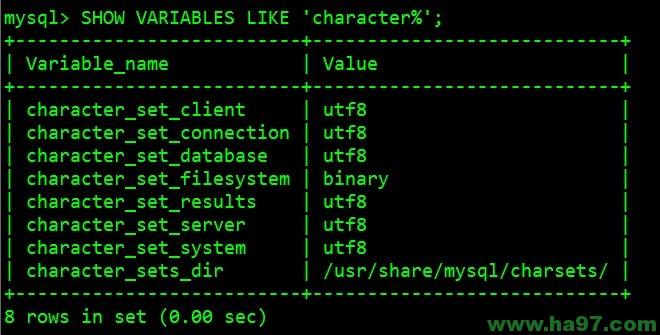 mysql> SHOW VARIABLES LIKE 'character%';
+--------------------------+----------------------------+
| Variable_name            | Value                      |
+--------------------------+----------------------------+
| character_set_client     | utf8                       |
| character_set_connection | utf8                       |
| character_set_database   | utf8                       |
| character_set_filesystem | binary                     |
| character_set_results    | utf8                       |
| character_set_server     | utf8                       |
| character_set_system     | utf8                       |
| character_sets_dir       | /usr/share/mysql/charsets/ |
+--------------------------+----------------------------+
8 rows in set (0.00 sec)
www.ha97.com